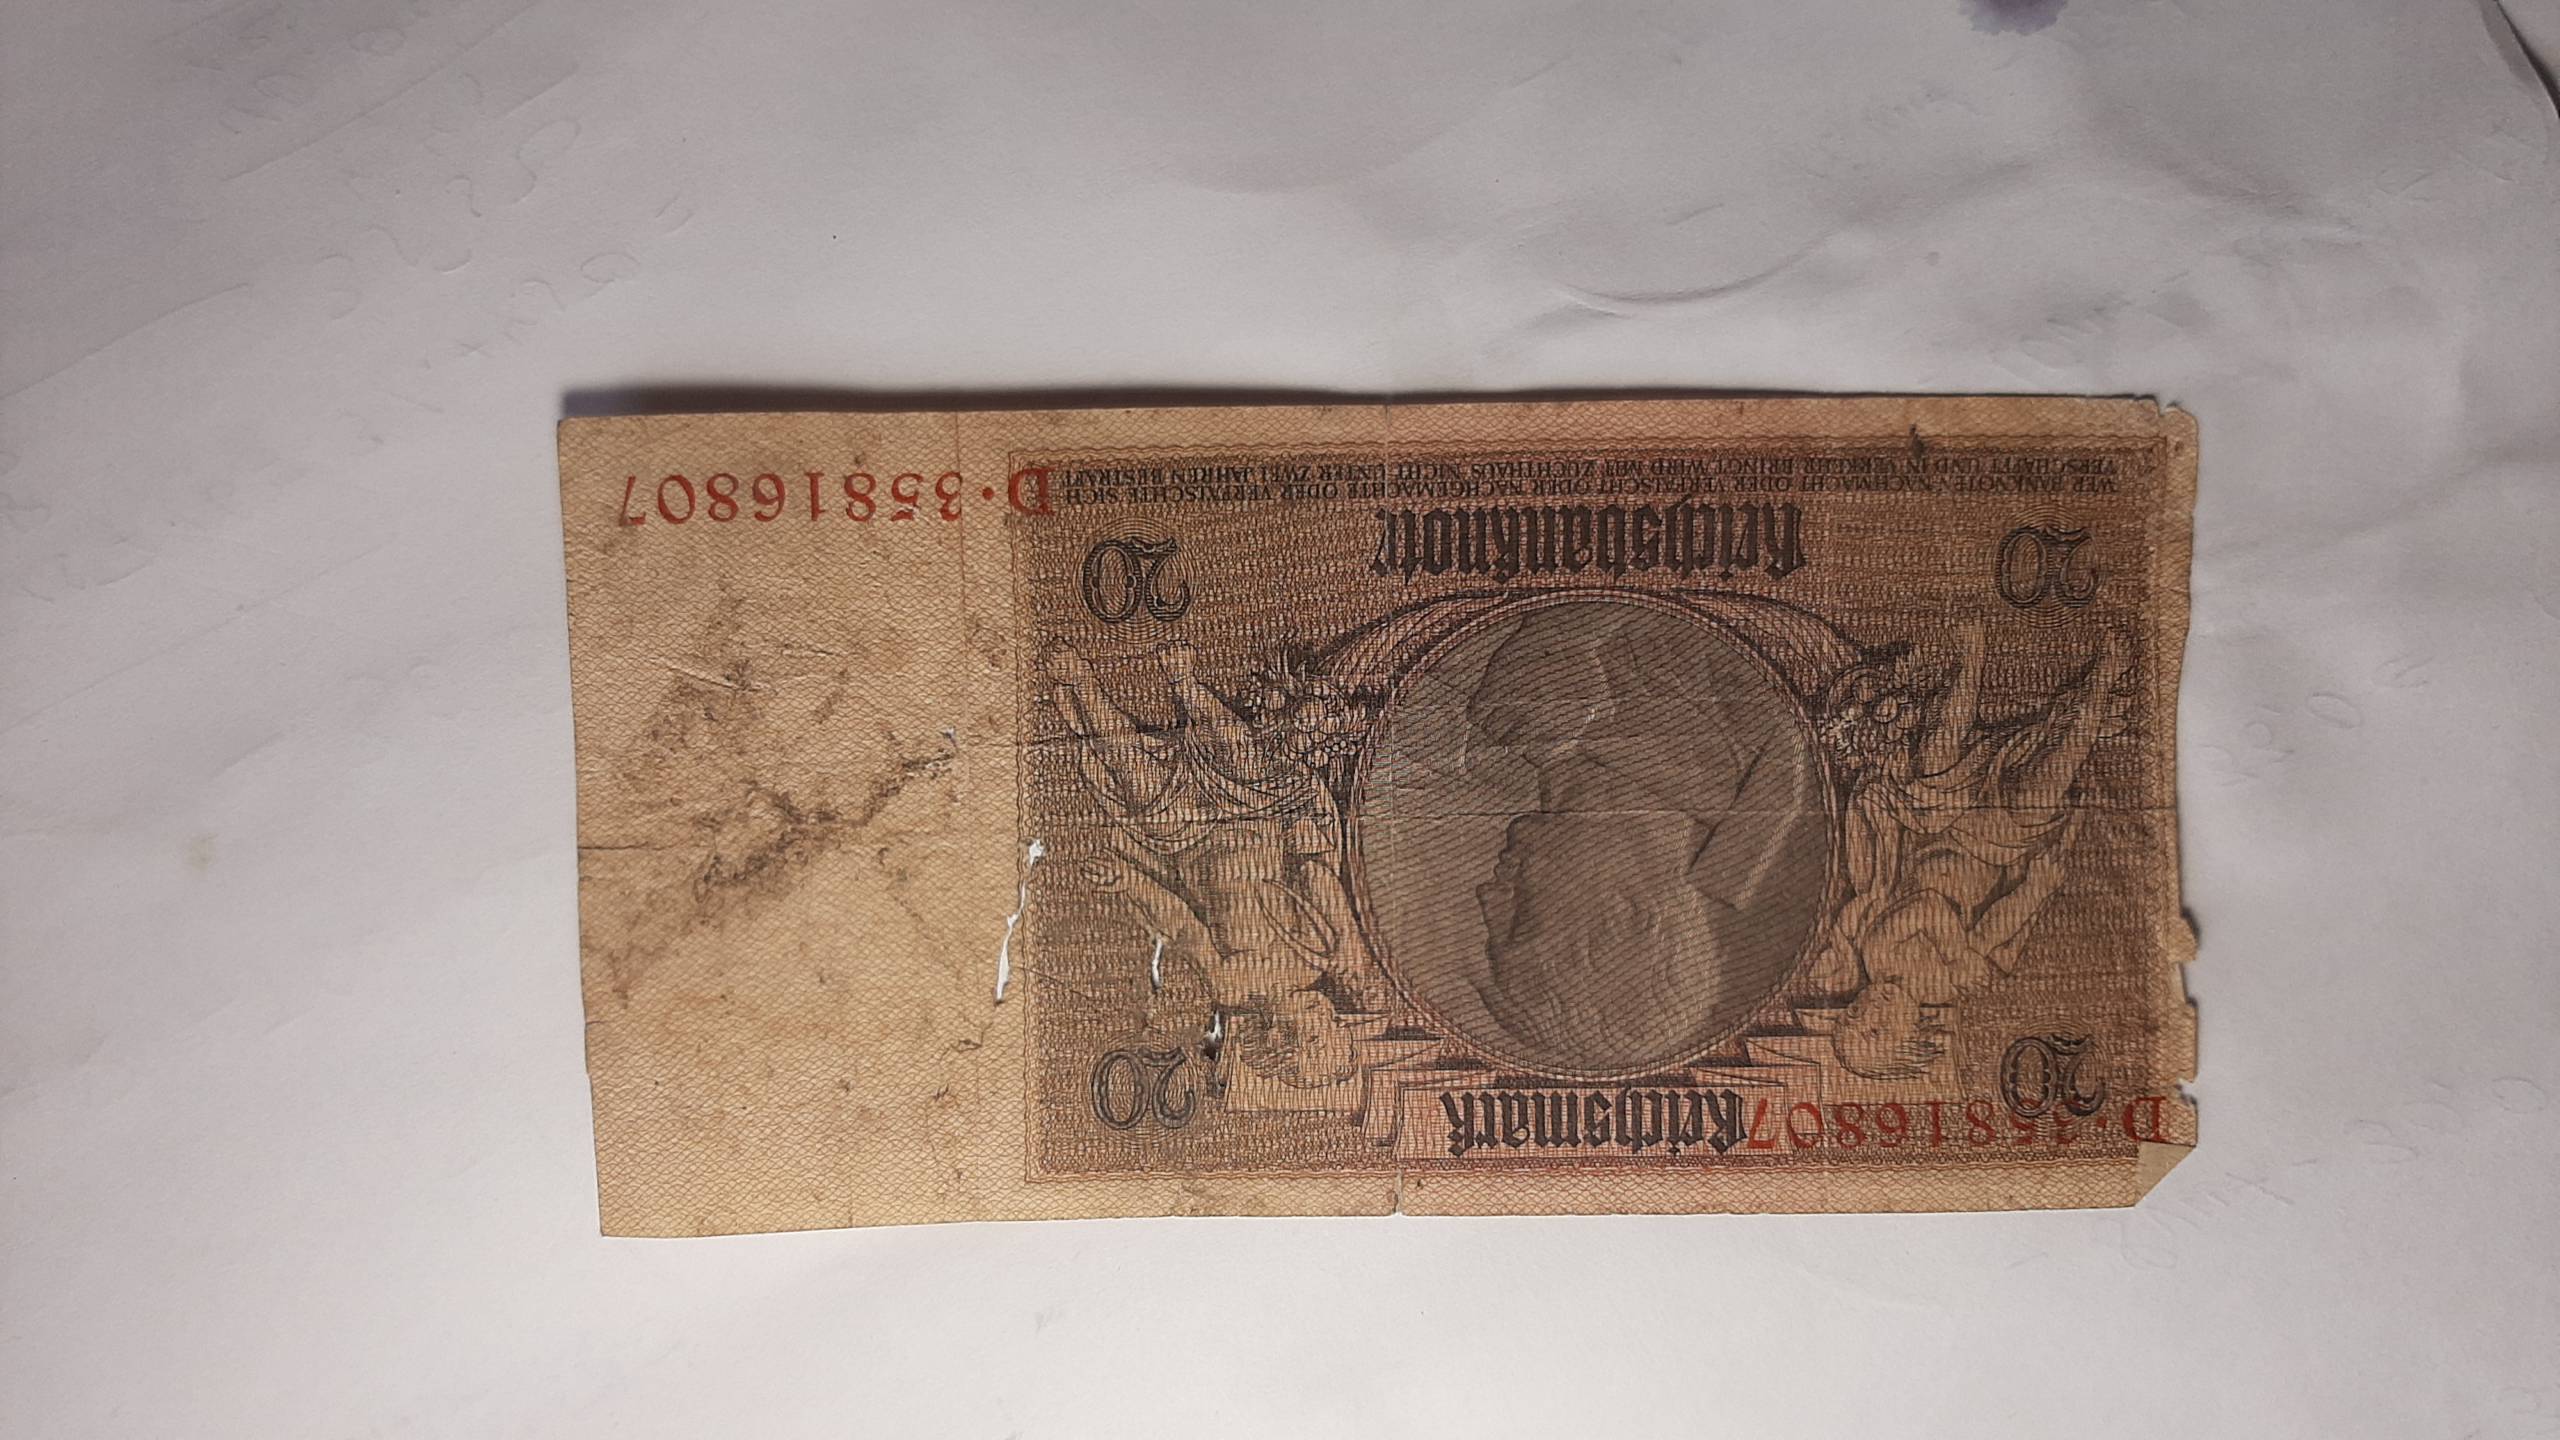 D·35816807 Reichsmark
20 20
20 20
Reichsbanknote
WER BANKNOTEN NACHMACHT ODER VERFÄLSCHT ODER NACHGEMACHTE ODER VERFÄLSCHTE SICH
VERSCHAFFT UND IN VERKEHR BRINGT, WIRD MIT ZUCHTHAUS NICHT UNTER ZWEI JAHREN BESTRAFT
D·35816807